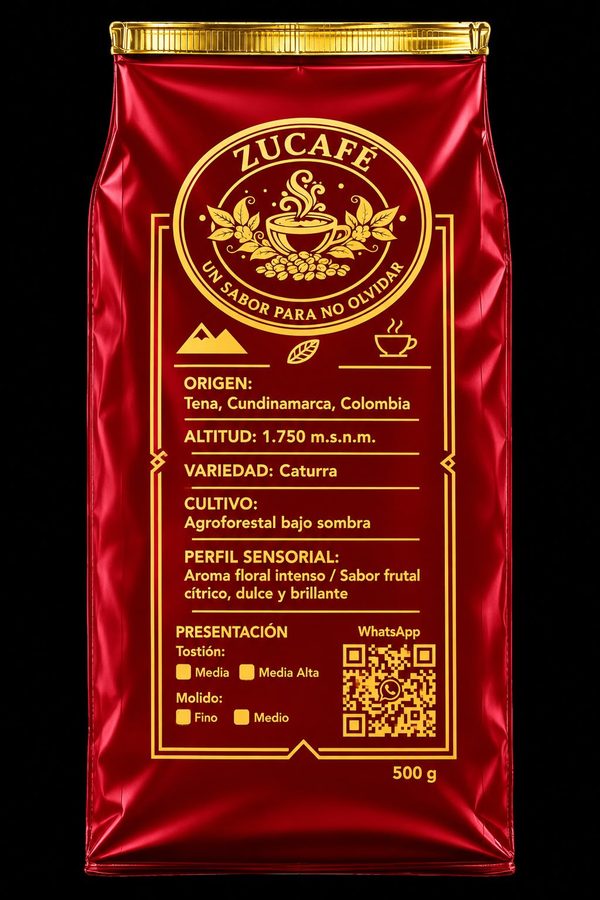 ZUCAFÉ
UN SABOR PARA NO OLVIDAR
ORIGEN:
Tena, Cundinamarca, Colombia
ALTITUD: 1.750 m.s.n.m.
VARIEDAD: Caturra
CULTIVO:
Agroforestal bajo sombra
PERFIL SENSORIAL:
Aroma floral intenso / Sabor frutal
cítrico, dulce y brillante
PRESENTACIÓN
Tostión:
Media Media Alta
Molido:
Fino Medio
WhatsApp
500 g